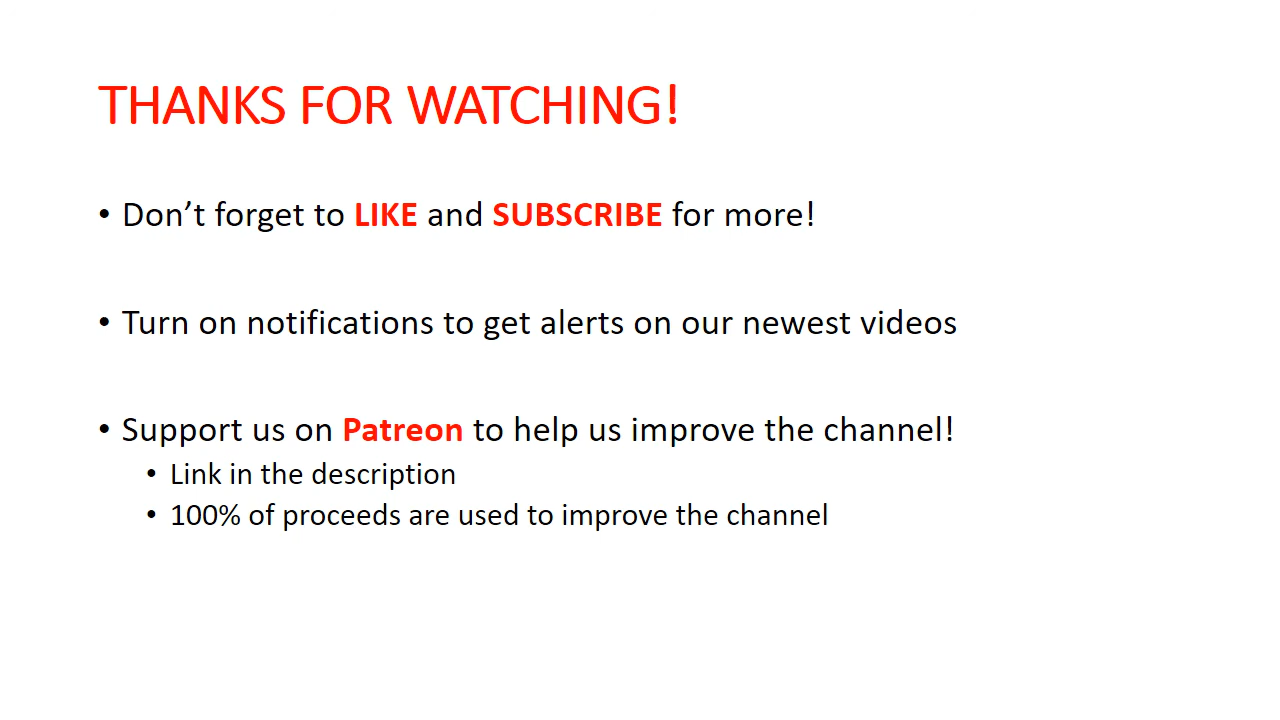 THANKS FOR WATCHING!
• Don’t forget to LIKE and SUBSCRIBE for more!
• Turn on notifications to get alerts on our newest videos
• Support us on Patreon to help us improve the channel!
• Link in the description
• 100% of proceeds are used to improve the channel